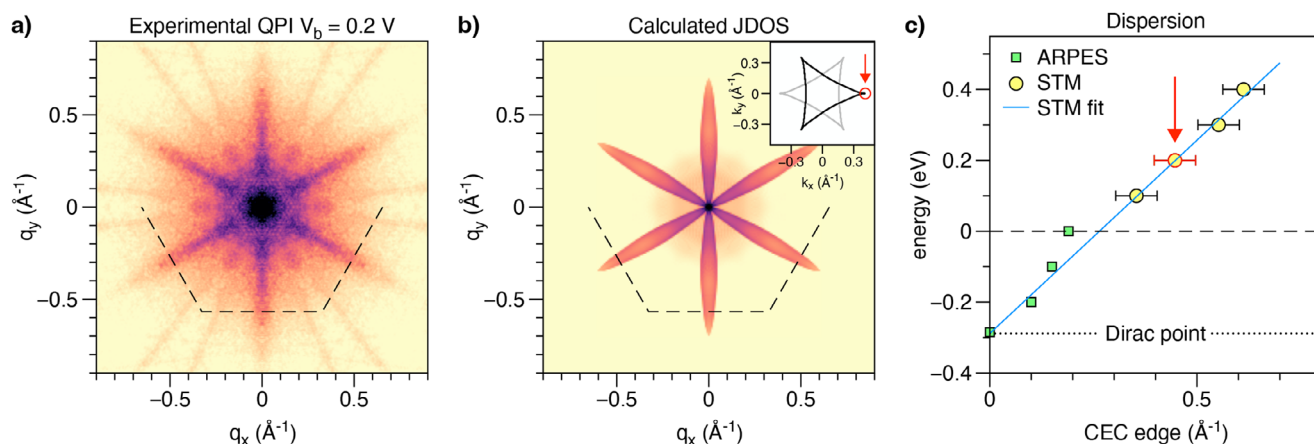 a) Experimental QPI V_b = 0.2 V
q_y (Å⁻¹)
0.5
0
−0.5
−0.5 0 0.5
q_x (Å⁻¹)
b) Calculated JDOS
q_y (Å⁻¹)
0.5
0
−0.5
−0.5 0 0.5
q_x (Å⁻¹)
k_y (Å⁻¹)
0.3
0
−0.3
−0.3 0 0.3
k_x (Å⁻¹)
c) Dispersion
ARPES
STM
STM fit
energy (eV)
0.4
0.2
0
−0.2
−0.4
Dirac point
0 0.5
CEC edge (Å⁻¹)